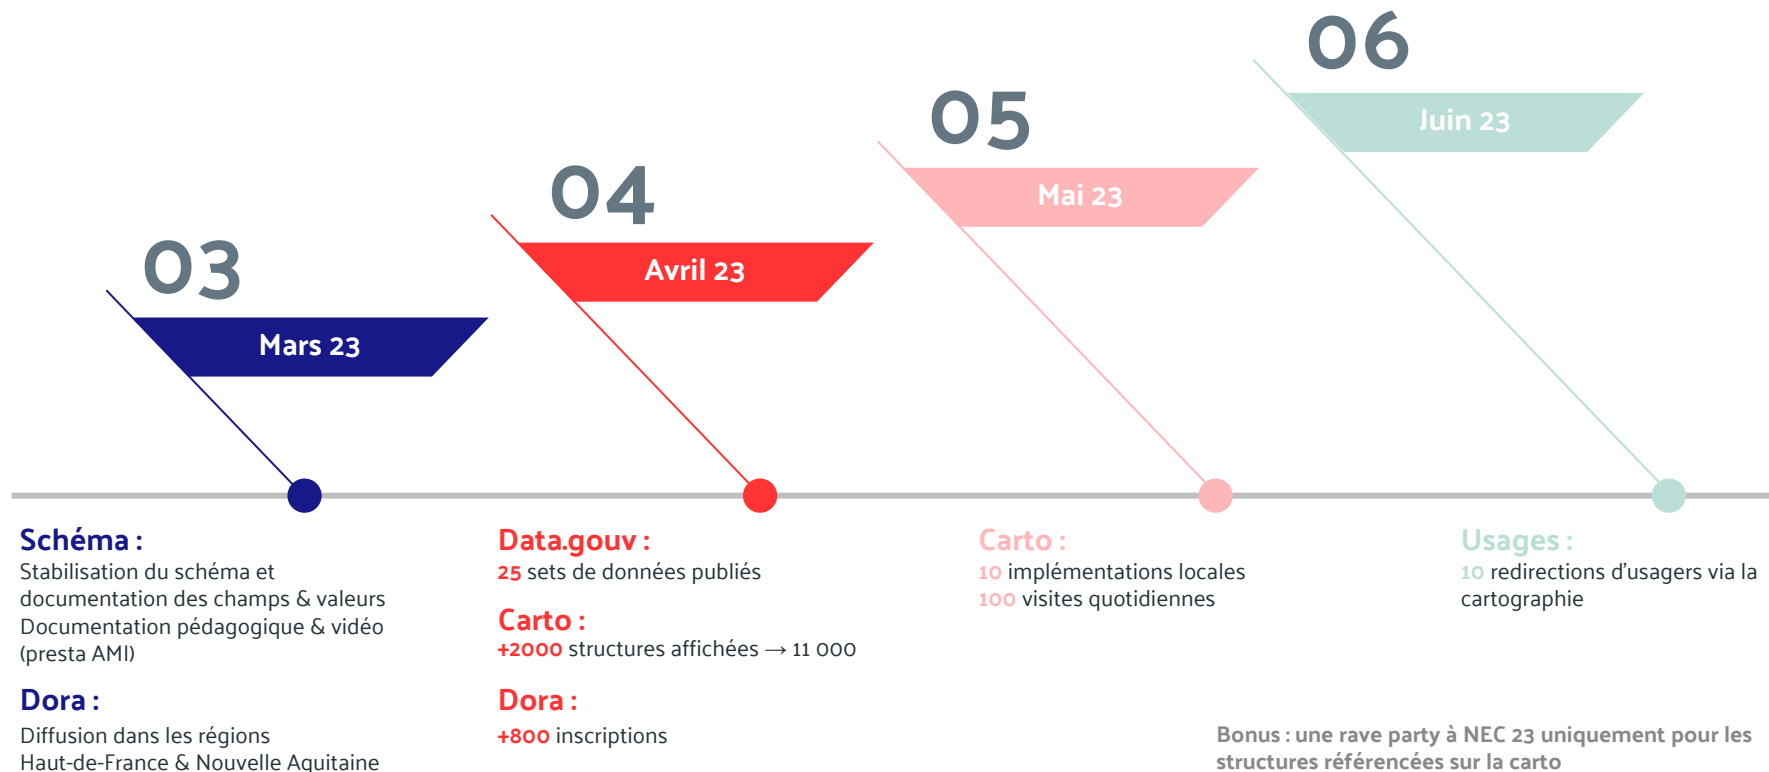 03
Mars 23
04
Avril 23
05
Mai 23
06
Juin 23
Schéma :
Stabilisation du schéma et
documentation des champs & valeurs
Documentation pédagogique & vidéo
(presta AMI)
Dora :
Diffusion dans les régions
Haut-de-France & Nouvelle Aquitaine
Data.gouv :
25 sets de données publiés
Carto :
+2000 structures affichées → 11 000
Dora :
+800 inscriptions
Carto :
10 implémentations locales
100 visites quotidiennes
Usages :
10 redirections d'usagers via la
cartographie
Bonus : une rave party à NEC 23 uniquement pour les
structures référencées sur la carto